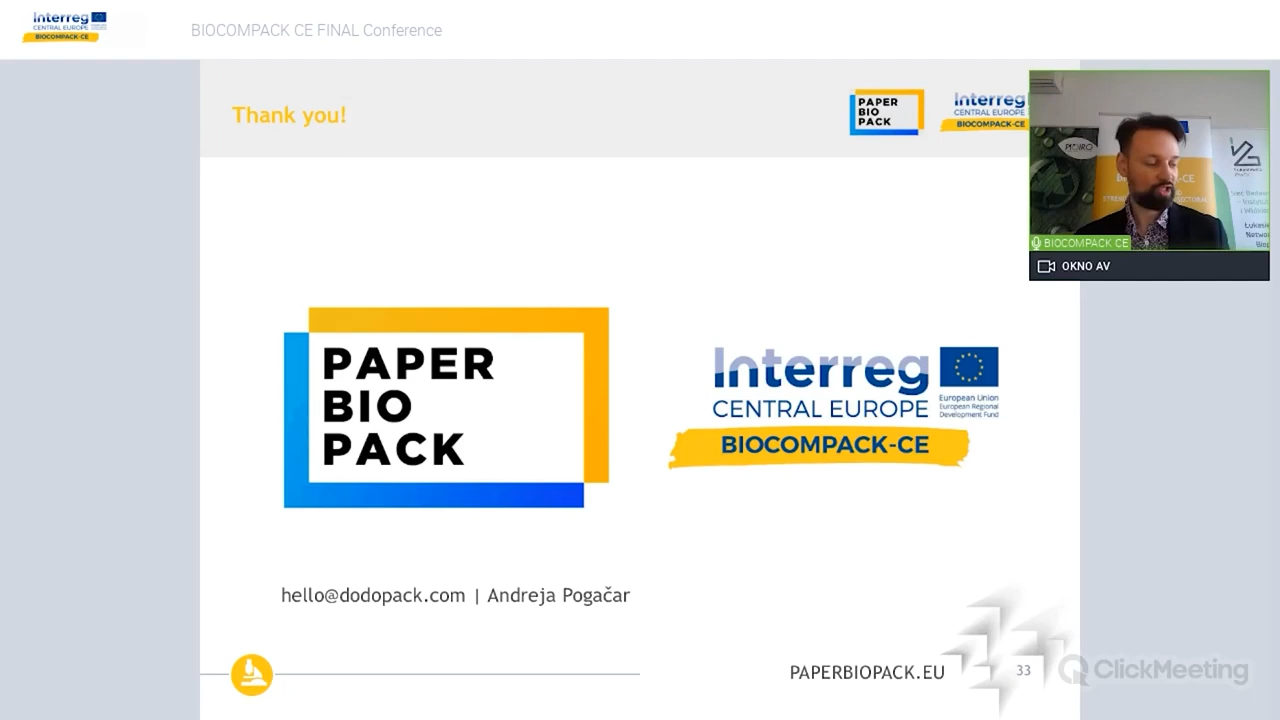 Interreg
CENTRAL EUROPE
BIOCOMPACK-CE
BIOCOMPACK CE FINAL Conference
Thank you!
PAPER
BIO
PACK
Interreg
CENTRAL EUROPE
BIOCOMPACK-CE
BIOCOMPACK CE
OKNO AV
PAPER
BIO
PACK
Interreg
CENTRAL EUROPE
European Union
European Regional
Development Fund
BIOCOMPACK-CE
hello@dodopack.com | Andreja Pogačar
PAPERBIOPACK.EU
33
ClickMeeting